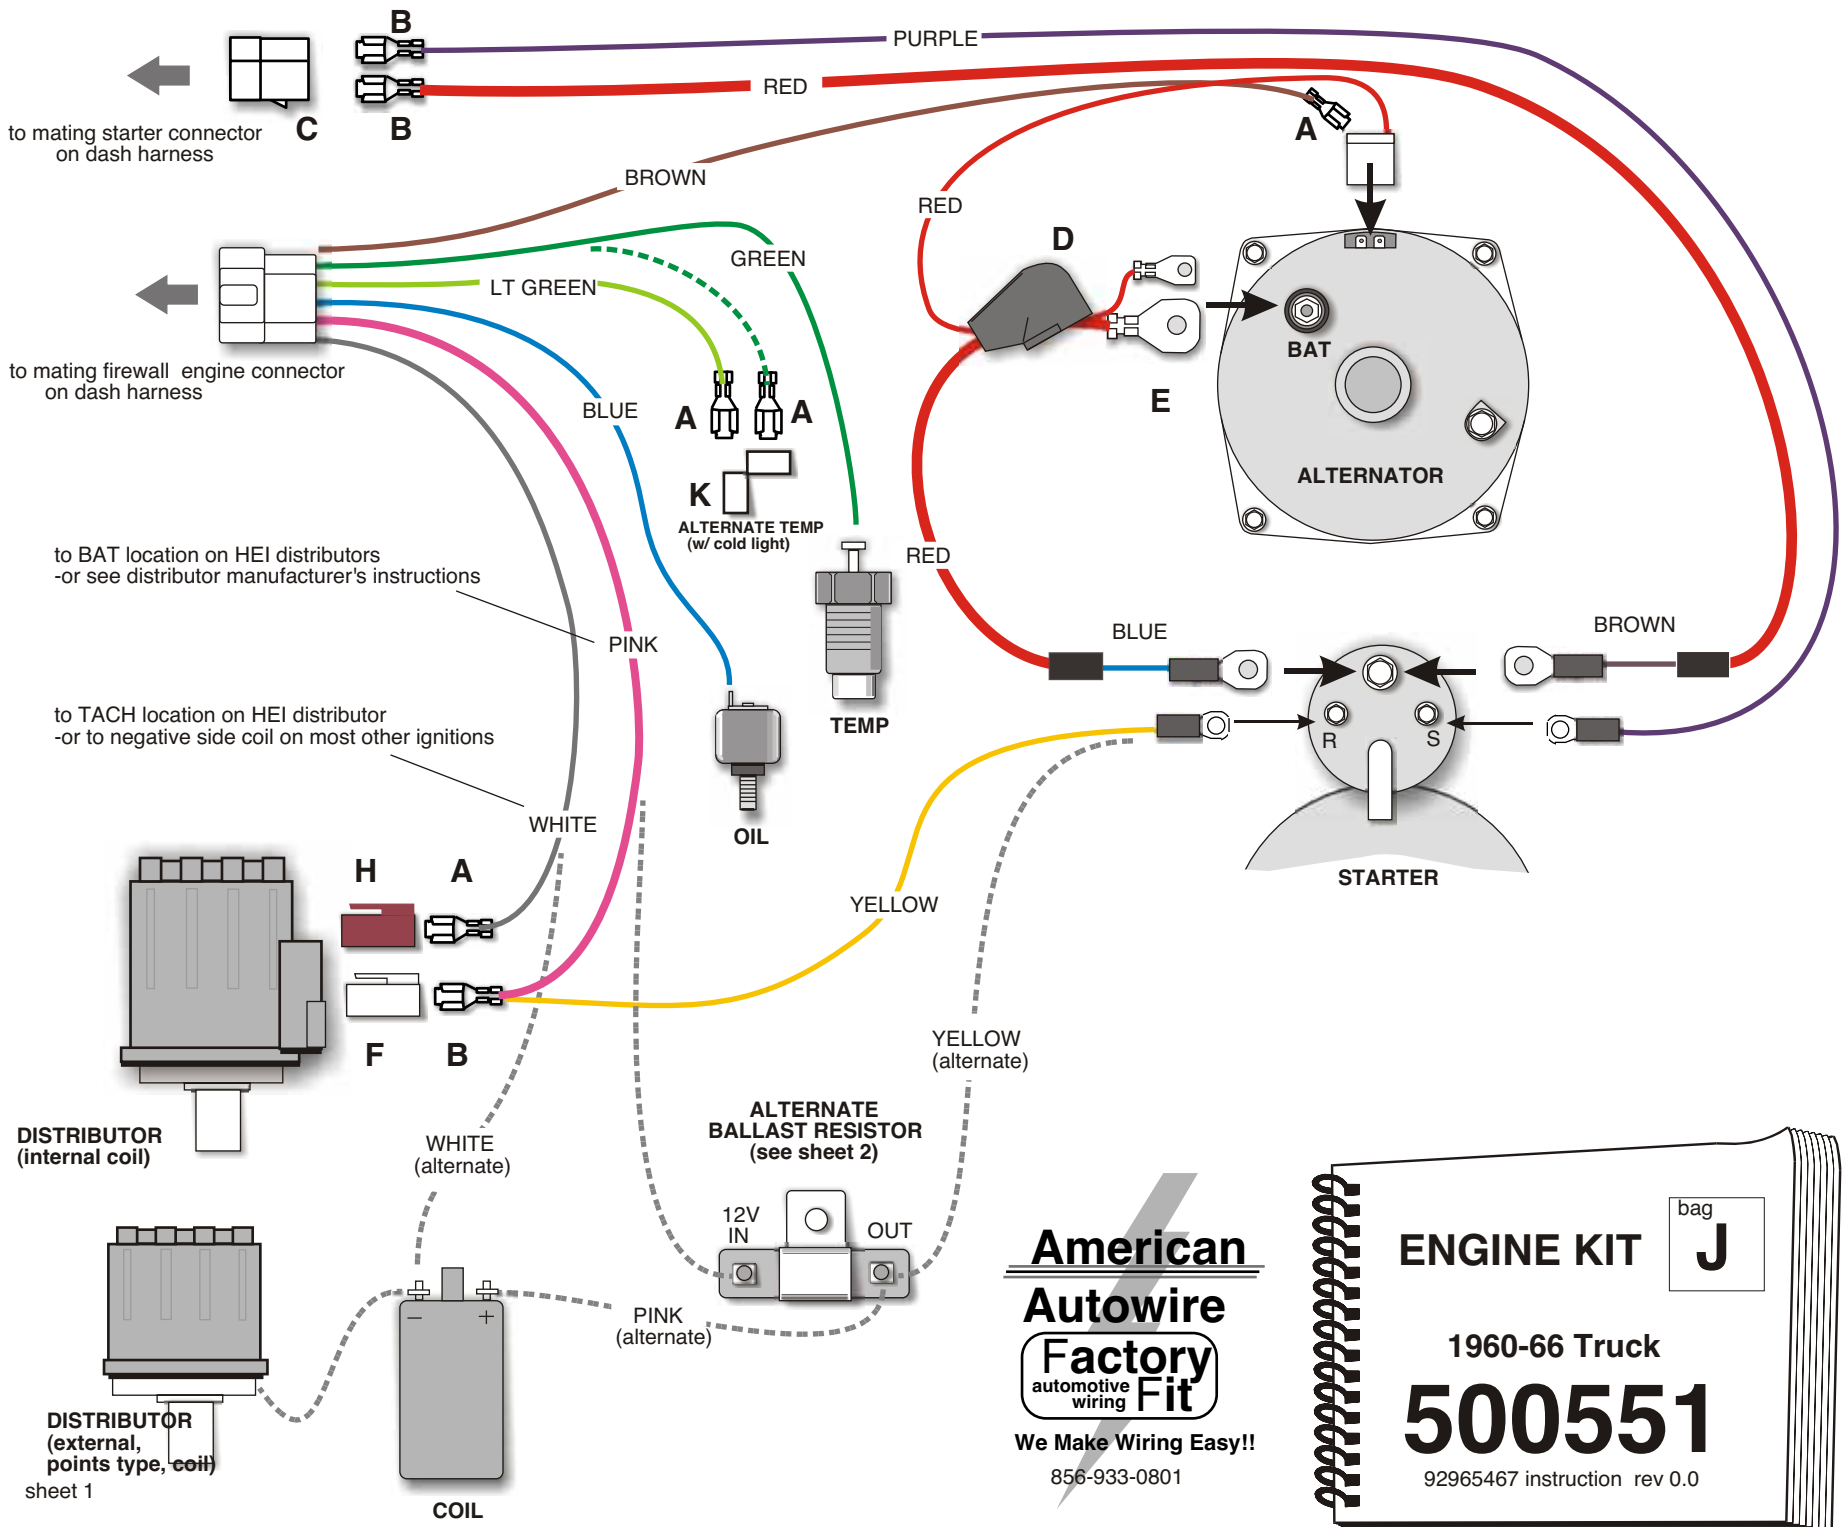 B
PURPLE
RED
C
B
A
to mating starter connector
on dash harness
BROWN
RED
D
GREEN
LT GREEN
BAT
E
to mating firewall engine connector
on dash harness
BLUE
A
A
K
ALTERNATE TEMP
(w/ cold light)
ALTERNATOR
to BAT location on HEI distributors
-or see distributor manufacturer's instructions
RED
PINK
BLUE
BROWN
TEMP
to TACH location on HEI distributor
-or to negative side coil on most other ignitions
R
S
WHITE
OIL
STARTER
H
A
YELLOW
F
B
YELLOW
(alternate)
DISTRIBUTOR
(internal coil)
WHITE
(alternate)
ALTERNATE
BALLAST RESISTOR
(see sheet 2)
12V
IN
OUT
PINK
(alternate)
–
+
DISTRIBUTOR
(external,
points type, coil)
sheet 1
COIL
American
Autowire
Factory
automotive
wiring
Fit
We Make Wiring Easy!!
856-933-0801
ENGINE KIT
bag
J
1960-66 Truck
500551
92965467 instruction rev 0.0